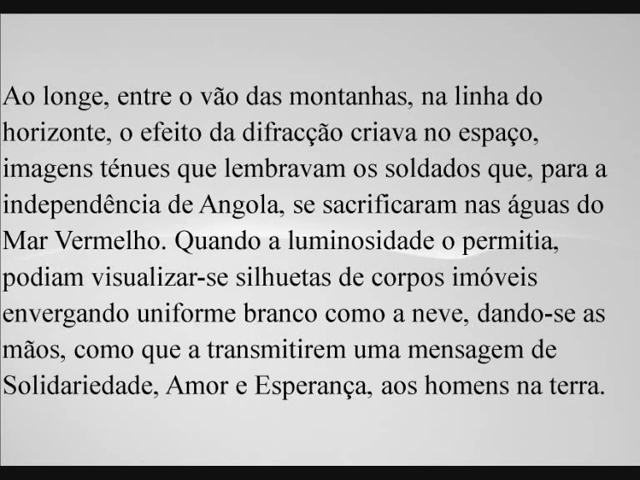 Ao longe, entre o vão das montanhas, na linha do
horizonte, o efeito da difracção criava no espaço,
imagens ténues que lembravam os soldados que, para a
independência de Angola, se sacrificaram nas águas do
Mar Vermelho. Quando a luminosidade o permitia,
podiam visualizar-se silhuetas de corpos imóveis
envergando uniforme branco como a neve, dando-se as
mãos, como que a transmitirem uma mensagem de
Solidariedade, Amor e Esperança, aos homens na terra.